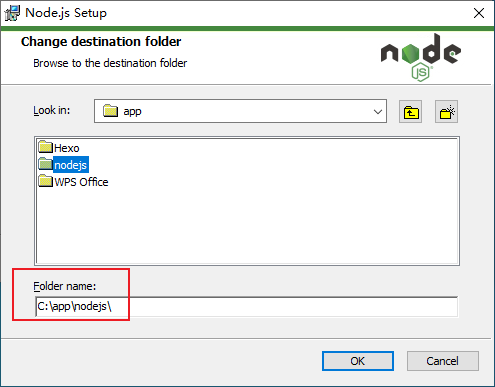 Node.js Setup
Change destination folder
Browse to the destination folder
node
JS
Look in:
app
Hexo
nodejs
WPS Office
Folder name:
C:\app\nodejs\
OK
Cancel